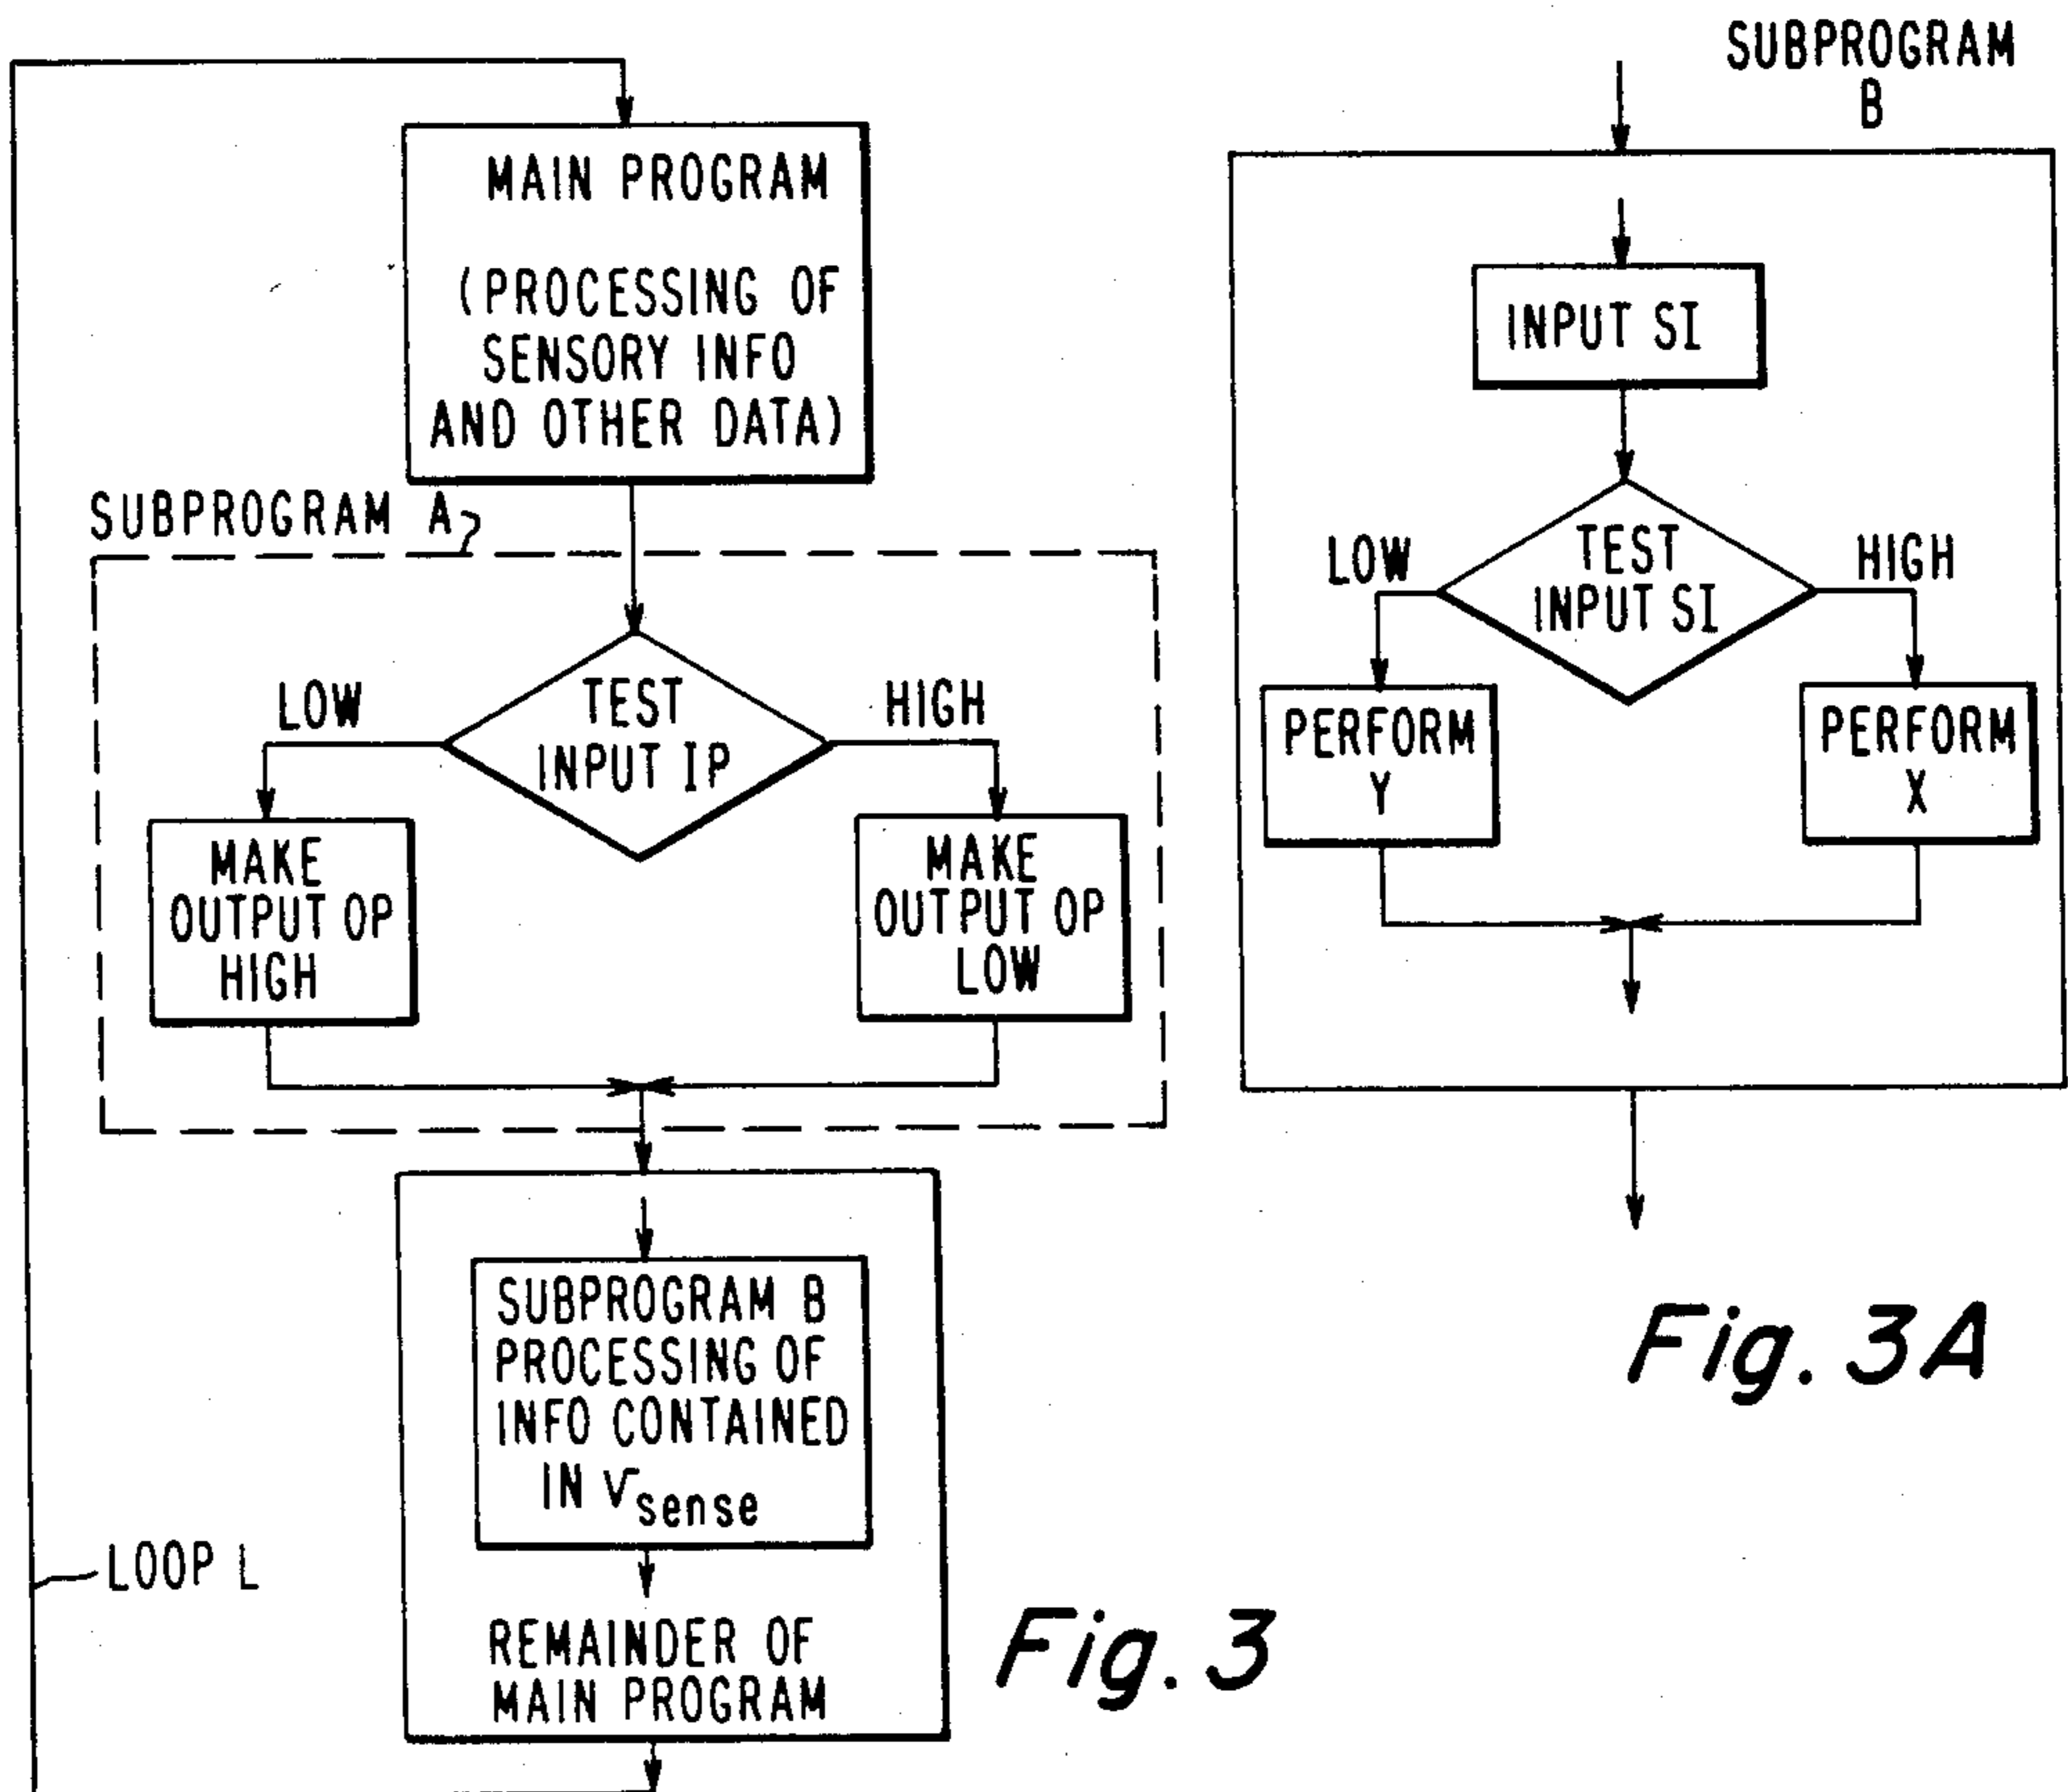 MAIN PROGRAM
(PROCESSING OF
SENSORY INFO
AND OTHER DATA)
SUBPROGRAM A
TEST
INPUT IP
LOW
HIGH
MAKE
OUTPUT OP
HIGH
MAKE
OUTPUT OP
LOW
SUBPROGRAM B
PROCESSING OF
INFO CONTAINED
IN Vsense
REMAINDER OF
MAIN PROGRAM
LOOP L
Fig. 3
SUBPROGRAM
B
INPUT SI
TEST
INPUT SI
LOW
HIGH
PERFORM
Y
PERFORM
X
Fig. 3A